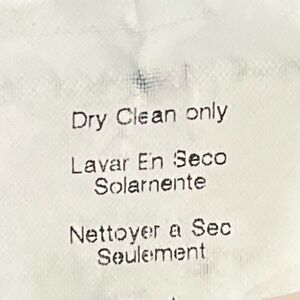 Dry Clean only
Lavar En Seco
Solarnente
Nettoyer a Sec
Seulement